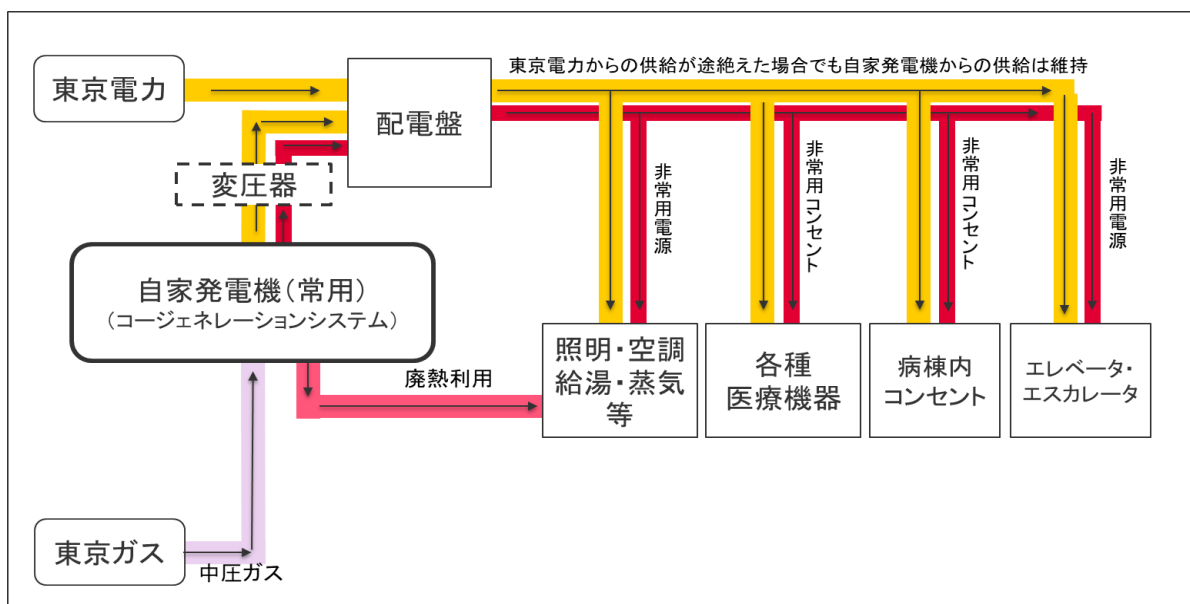 東京電力からの供給が途絶えた場合でも自家発電機からの供給は維持
東京電力
配電盤
変圧器
非常用電源
非常用コンセント
非常用コンセント
非常用電源
自家発電機(常用)
(コージェネレーションシステム)
廃熱利用
照明・空調
給湯・蒸気
等
各種
医療機器
病棟内
コンセント
エレベータ・
エスカレータ
東京ガス
中圧ガス